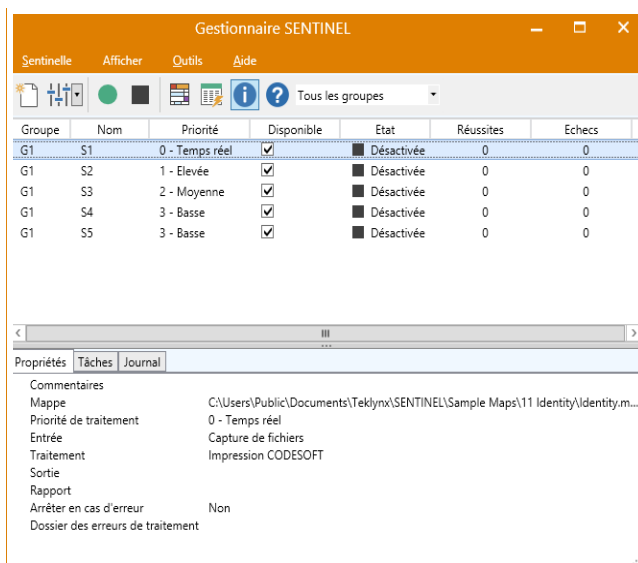 Gestionnaire SENTINEL
Sentinelle Afficher Outils Aide
Tous les groupes
Groupe Nom Priorité Disponible Etat Réussites Echecs
G1 S1 0 - Temps réel Désactivée 0 0
G1 S2 1 - Elevée Désactivée 0 0
G1 S3 2 - Moyenne Désactivée 0 0
G1 S4 3 - Basse Désactivée 0 0
G1 S5 3 - Basse Désactivée 0 0
Propriétés Tâches Journal
Commentaires
Mappe C:\Users\Public\Documents\Teklynx\SENTINEL\Sample Maps\11 Identity\Identity.m...
Priorité de traitement 0 - Temps réel
Entrée Capture de fichiers
Traitement Impression CODESOFT
Sortie
Rapport
Arrêter en cas d'erreur Non
Dossier des erreurs de traitement